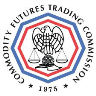 COMMODITY FUTURES TRADING COMMISSION
★ 1975 ★